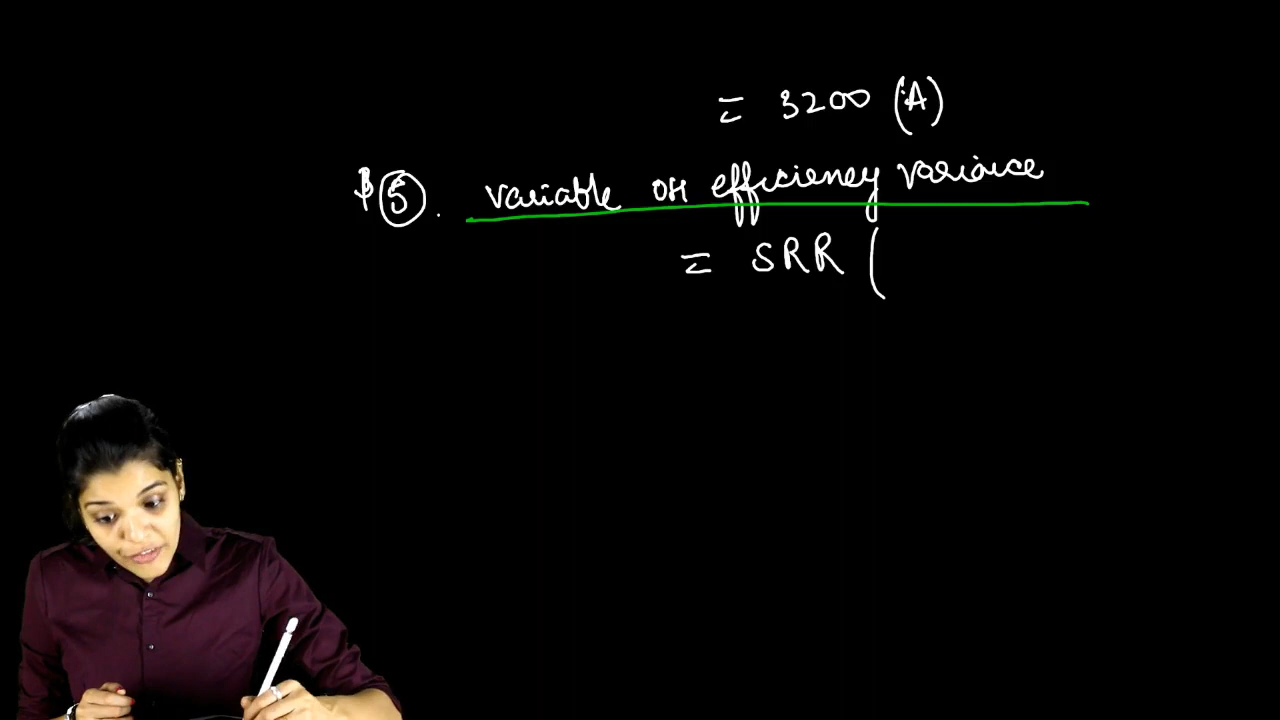 = 3200 (A)
⑤. variable OH efficiency variance
= SRR (